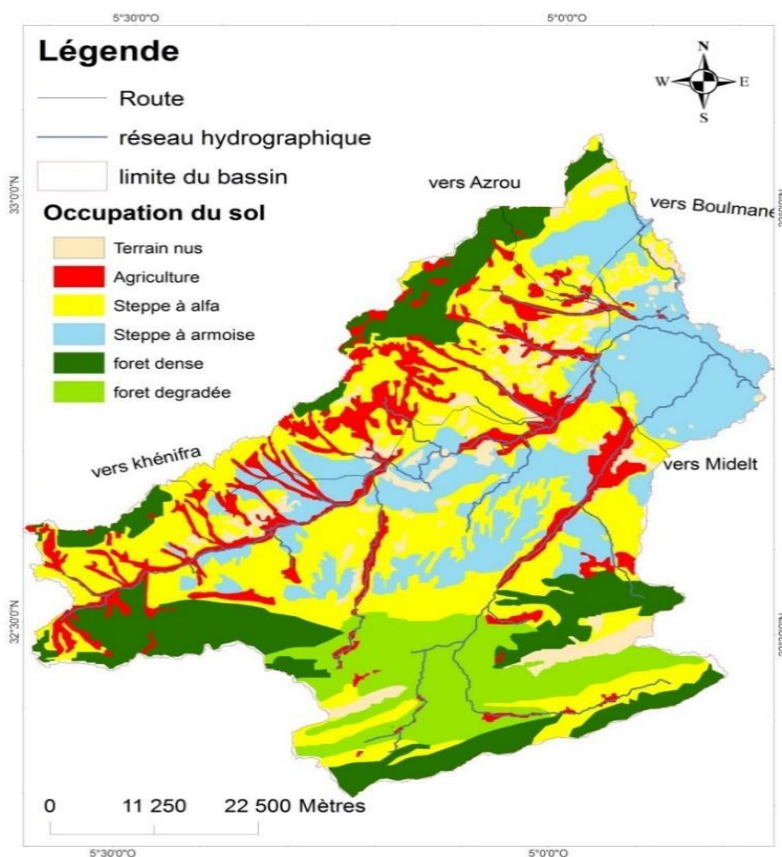 5°30'0"O
5°0'0"O
Légende
N
W
E
S
Route
réseau hydrographique
limite du bassin
vers Azrou
vers Boulmane
33°0'0"N
Occupation du sol
Terrain nus
Agriculture
Steppe à alfa
Steppe à armoise
foret dense
foret degradée
vers khénifra
vers Midelt
32°30'0"N
0
11 250
22 500 Mètres
5°30'0"O
5°0'0"O